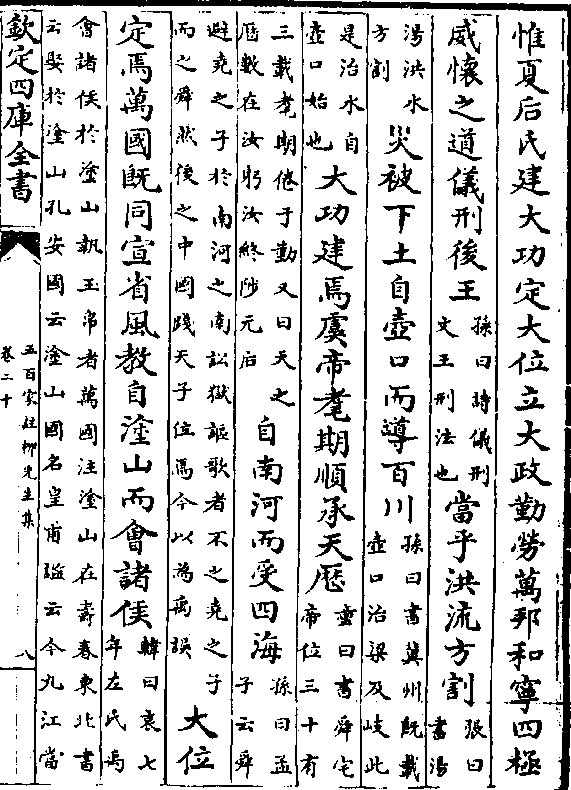 惟夏后氏建大功定大位立大政勤勞萬邦和寧四極
威懷之道儀刑後王
孫曰詩儀刑
文王刑法也
當乎洪流方割
張曰
書湯
湯洪水
方割
災被下土自壺口而導百川
孫曰書冀州既載
壺口治梁及岐此
是治水自
壺口始也
大功建焉虞帝耄期順承天厯
童曰書舜宅
帝位三十有
三載耄期倦于勤又曰天之
厯數在汝躬汝終陟元后
自南河而受四海
孫曰孟
子云舜
避堯之子於南河之南訟獄謳歌者不之堯之子
而之舜然後之中國踐天子位焉今以為禹誤
大位
定焉萬國既同宣省風教自塗山而會諸侯
韓曰哀七
年左氏禹
會諸侯於塗山執玉帛者萬國注塗山在壽春東北書
云娶於塗山孔安國云塗山國名皇甫謐云今九江當
欽定四庫全書
五百家註柳先生集
卷二十
八